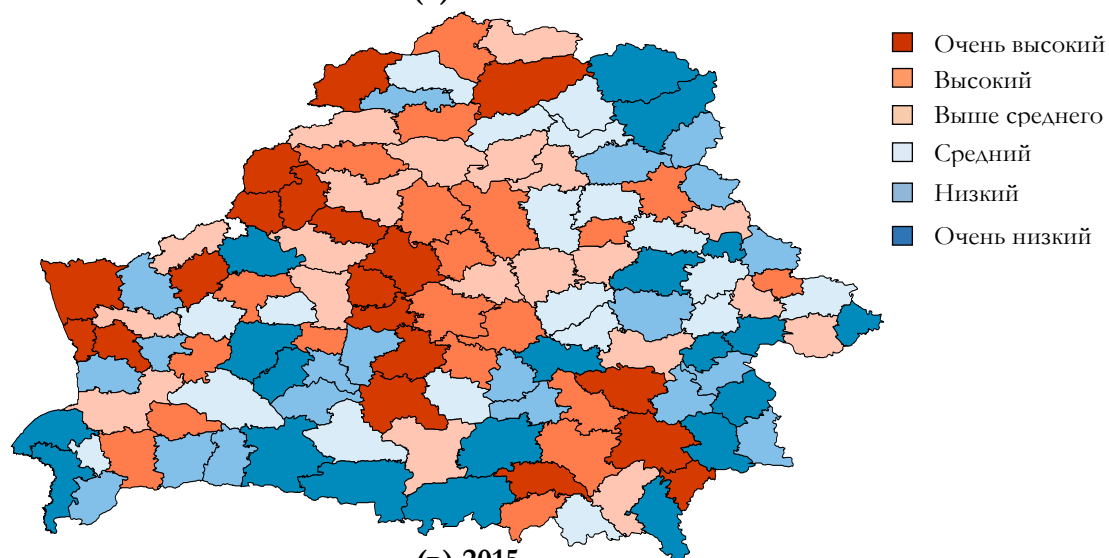 Очень высокий
Высокий
Выше среднего
Средний
Низкий
Очень низкий
2015